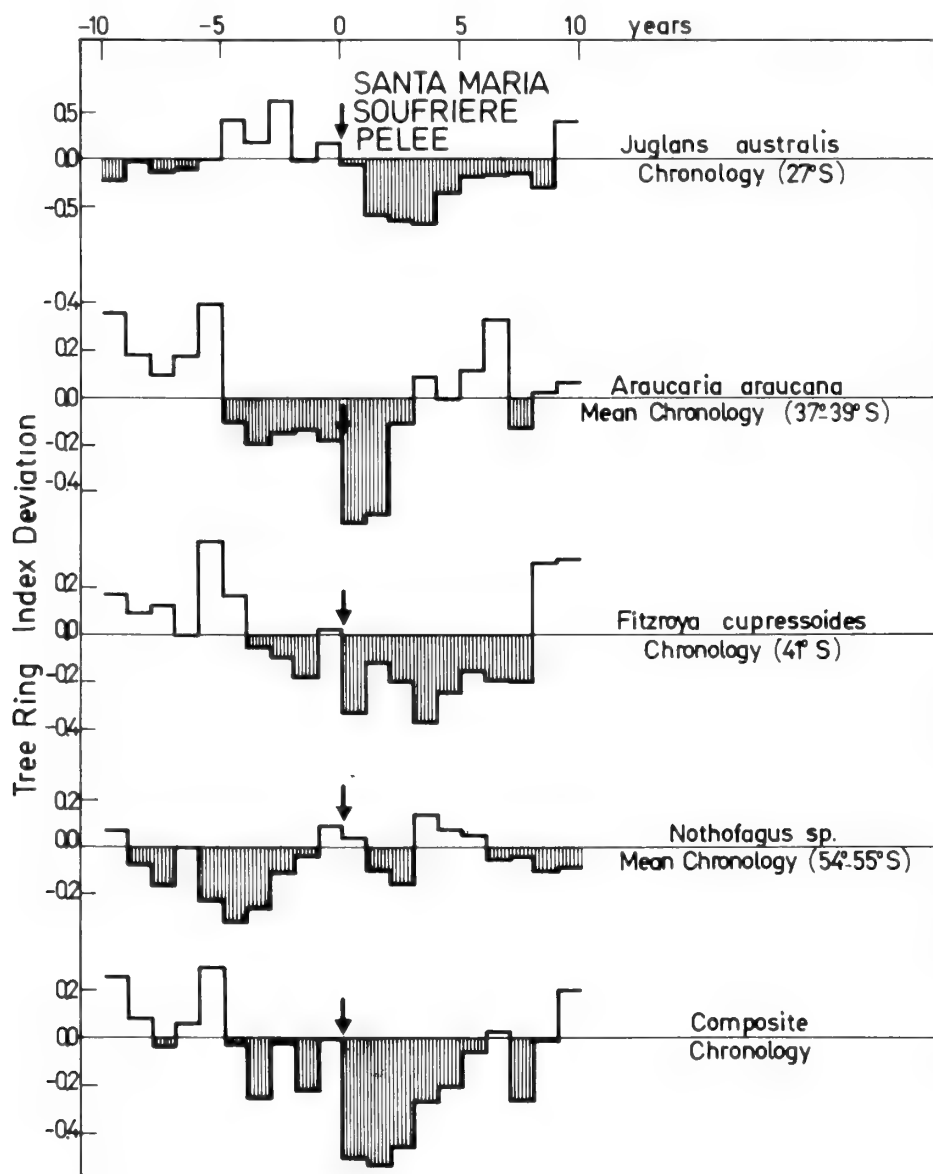 -10 -5 0 5 years 10
SANTA MARIA
SOUFRIERE
PELEE
0.5
0.0
-0.5
Juglans australis
Chronology (27°S)
-0.4
0.2
0.0
-0.2
-0.4
Araucaria araucana
Mean Chronology (37°-39°S)
0.2
0.0
-0.2
-0.4
Fitzroya cupressoides
Chronology (41° S)
0.2
0.0
-0.2
Nothofagus sp.
Mean Chronology (54°-55°S)
0.2
0.0
-0.2
-0.4
Composite
Chronology
Tree Ring Index Deviation